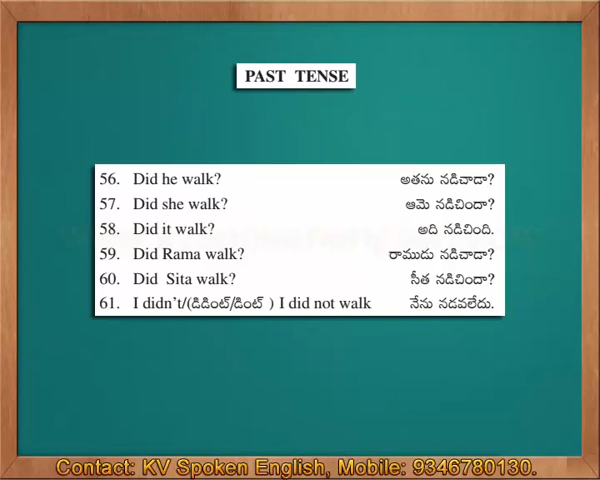 PAST TENSE
56. Did he walk? అతను నడిచాడా?
57. Did she walk? ఆమె నడిచిందా?
58. Did it walk? అది నడిచింది.
59. Did Rama walk? రాముడు నడిచాడా?
60. Did Sita walk? సీత నడిచిందా?
61. I didn't/(డిడింట్/డింట్ ) I did not walk నేను నడవలేదు.
Contact: KV Spoken English, Mobile: 9346780130.